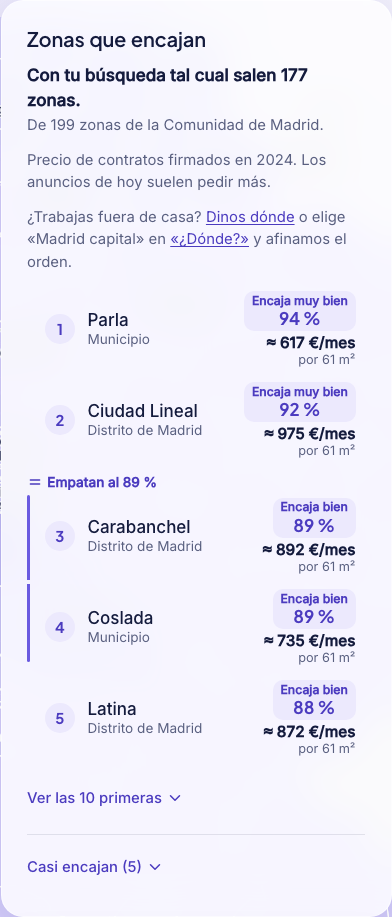 Zonas que encajan
Con tu búsqueda tal cual salen 177
zonas.
De 199 zonas de la Comunidad de Madrid.
Precio de contratos firmados en 2024. Los
anuncios de hoy suelen pedir más.
¿Trabajas fuera de casa? Dinos dónde o elige
«Madrid capital» en «¿Dónde?» y afinamos el
orden.
1
Parla
Municipio
Encaja muy bien
94 %
≈ 617 €/mes
por 61 m²
2
Ciudad Lineal
Distrito de Madrid
Encaja muy bien
92 %
≈ 975 €/mes
por 61 m²
= Empatan al 89 %
3
Carabanchel
Distrito de Madrid
Encaja bien
89 %
≈ 892 €/mes
por 61 m²
4
Coslada
Municipio
Encaja bien
89 %
≈ 735 €/mes
por 61 m²
5
Latina
Distrito de Madrid
Encaja bien
88 %
≈ 872 €/mes
por 61 m²
Ver las 10 primeras
Casi encajan (5)